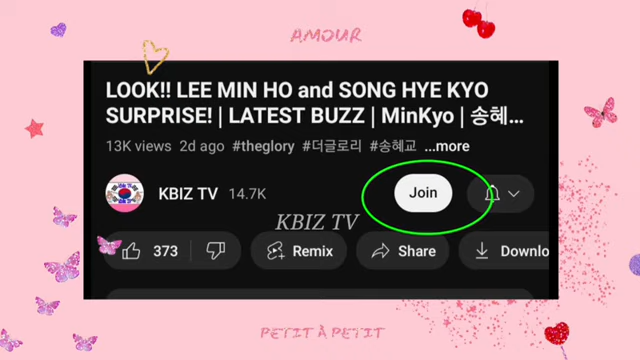 AMOUR
LOOK!! LEE MIN HO and SONG HYE KYO
SURPRISE! | LATEST BUZZ | MinKyo | 송혜...
13K views 2d ago #theglory #더글로리 #송혜교 ...more
KBIZ TV 14.7K Join
KBIZ TV
373 Remix Share Downlo
PETIT À PETIT